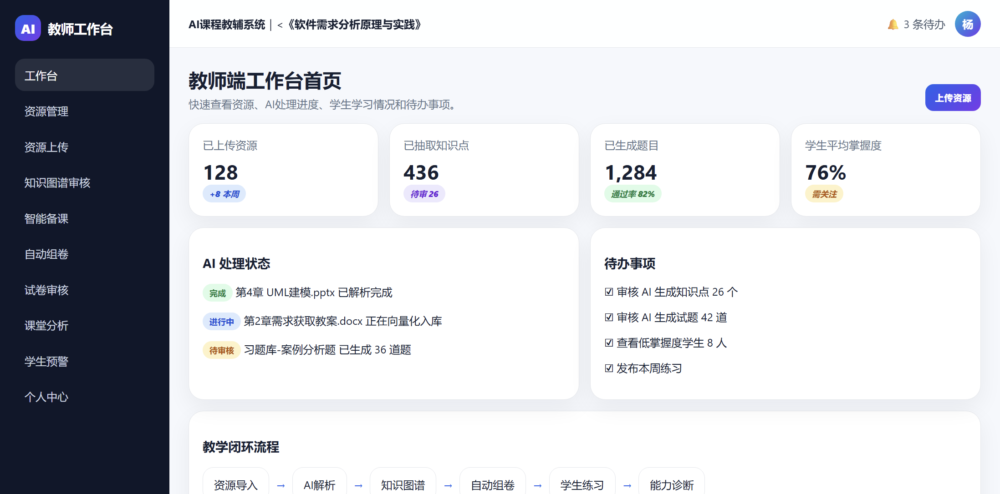 AI 教师工作台
工作台
资源管理
资源上传
知识图谱审核
智能备课
自动组卷
试卷审核
课堂分析
学生预警
个人中心
AI课程教辅系统 | <《软件需求分析原理与实践》
🔔 3 条待办 杨
教师端工作台首页
快速查看资源、AI处理进度、学生学习情况和待办事项。
上传资源
已上传资源
128
+8 本周
已抽取知识点
436
待审 26
已生成题目
1,284
通过率 82%
学生平均掌握度
76%
需关注
AI 处理状态
完成 第4章 UML建模.pptx 已解析完成
进行中 第2章需求获取教案.docx 正在向量化入库
待审核 习题库-案例分析题 已生成 36 道题
待办事项
☑ 审核 AI 生成知识点 26 个
☑ 审核 AI 生成试题 42 道
☑ 查看低掌握度学生 8 人
☑ 发布本周练习
教学闭环流程
资源导入 → AI解析 → 知识图谱 → 自动组卷 → 学生练习 → 能力诊断